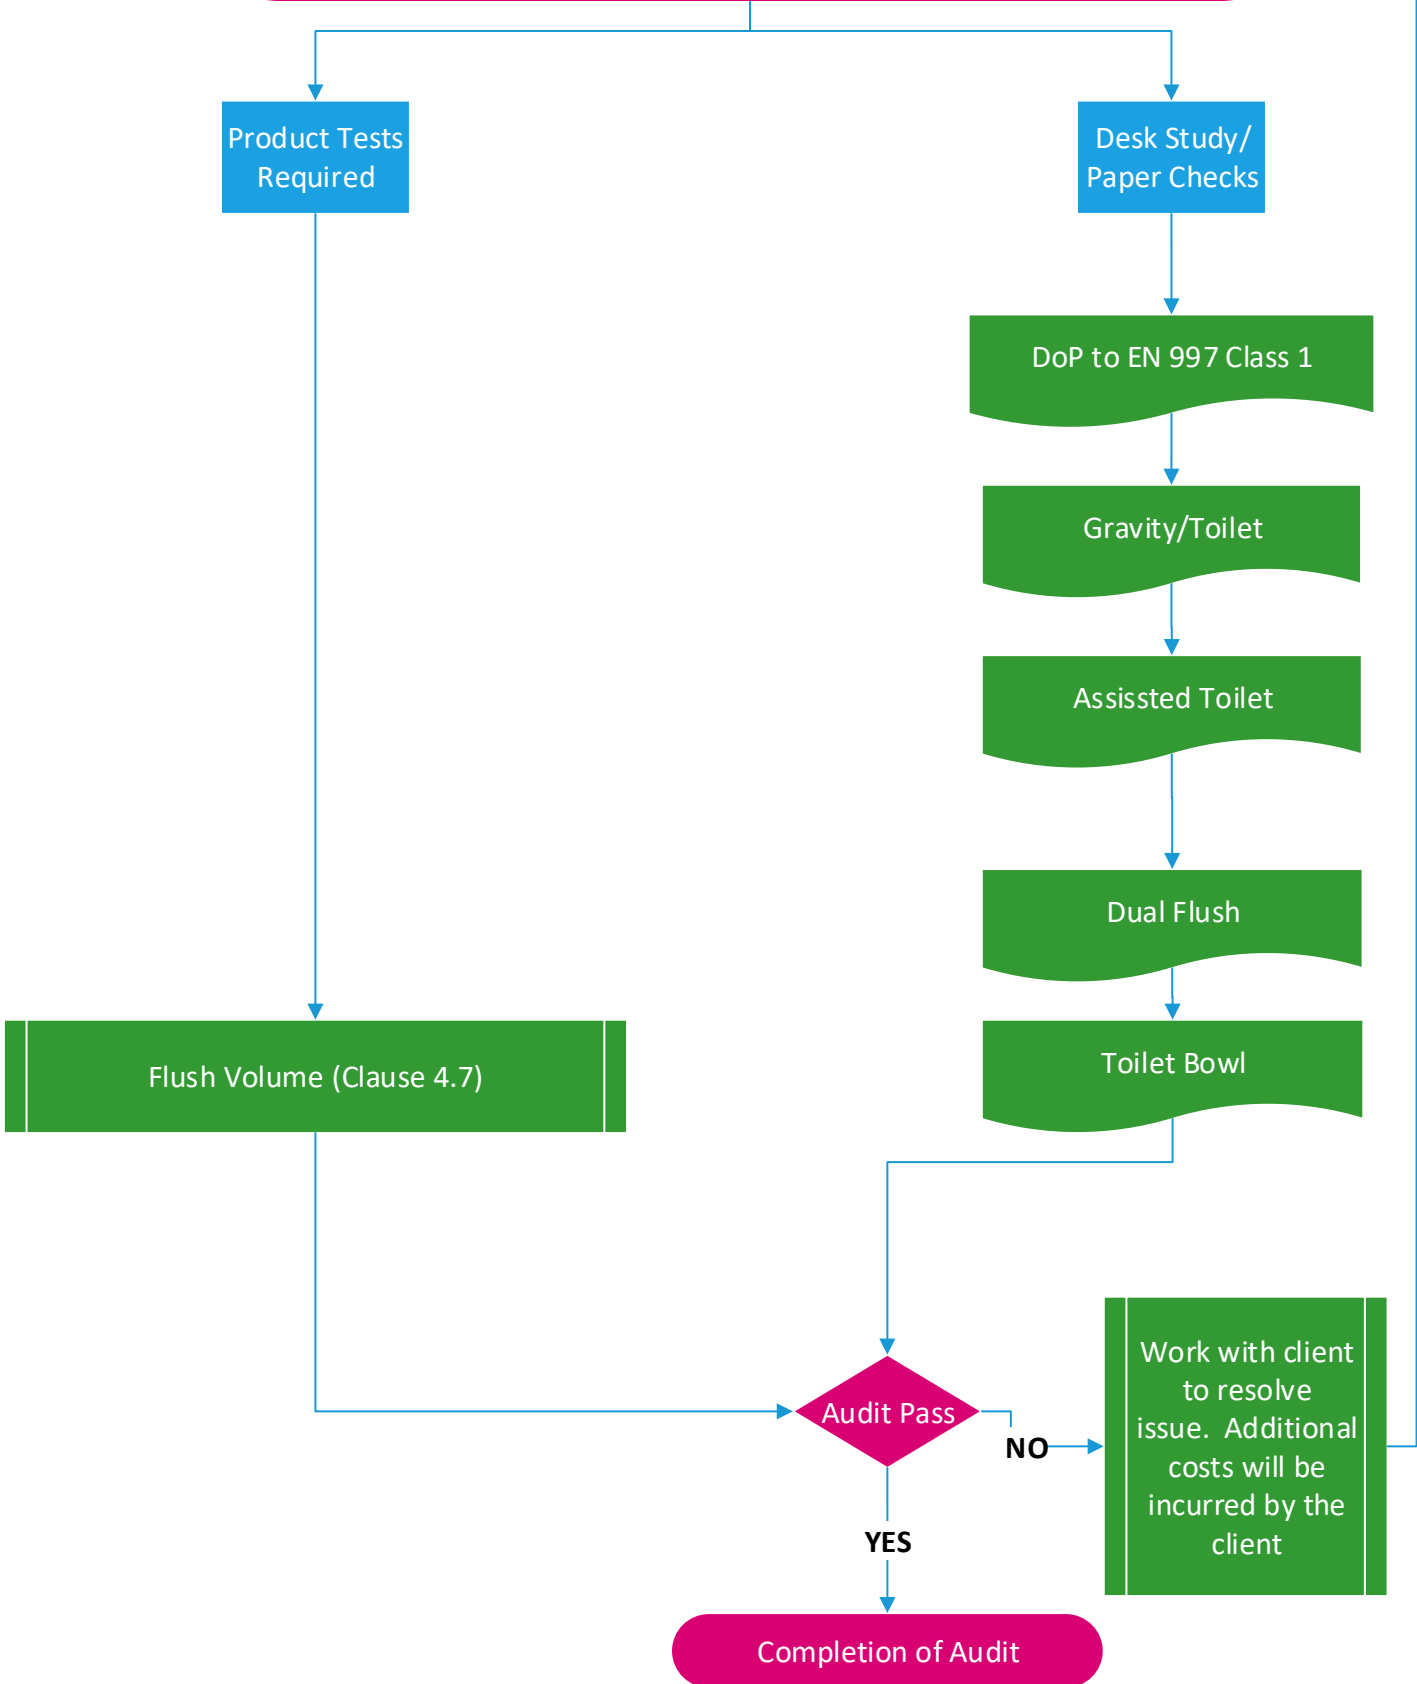 Product Tests
Required
Desk Study/
Paper Checks
DoP to EN 997 Class 1
Gravity/Toilet
Assissted Toilet
Dual Flush
Flush Volume (Clause 4.7)
Toilet Bowl
Audit Pass
NO
Work with client
to resolve
issue.  Additional
costs will be
incurred by the
client
YES
Completion of Audit